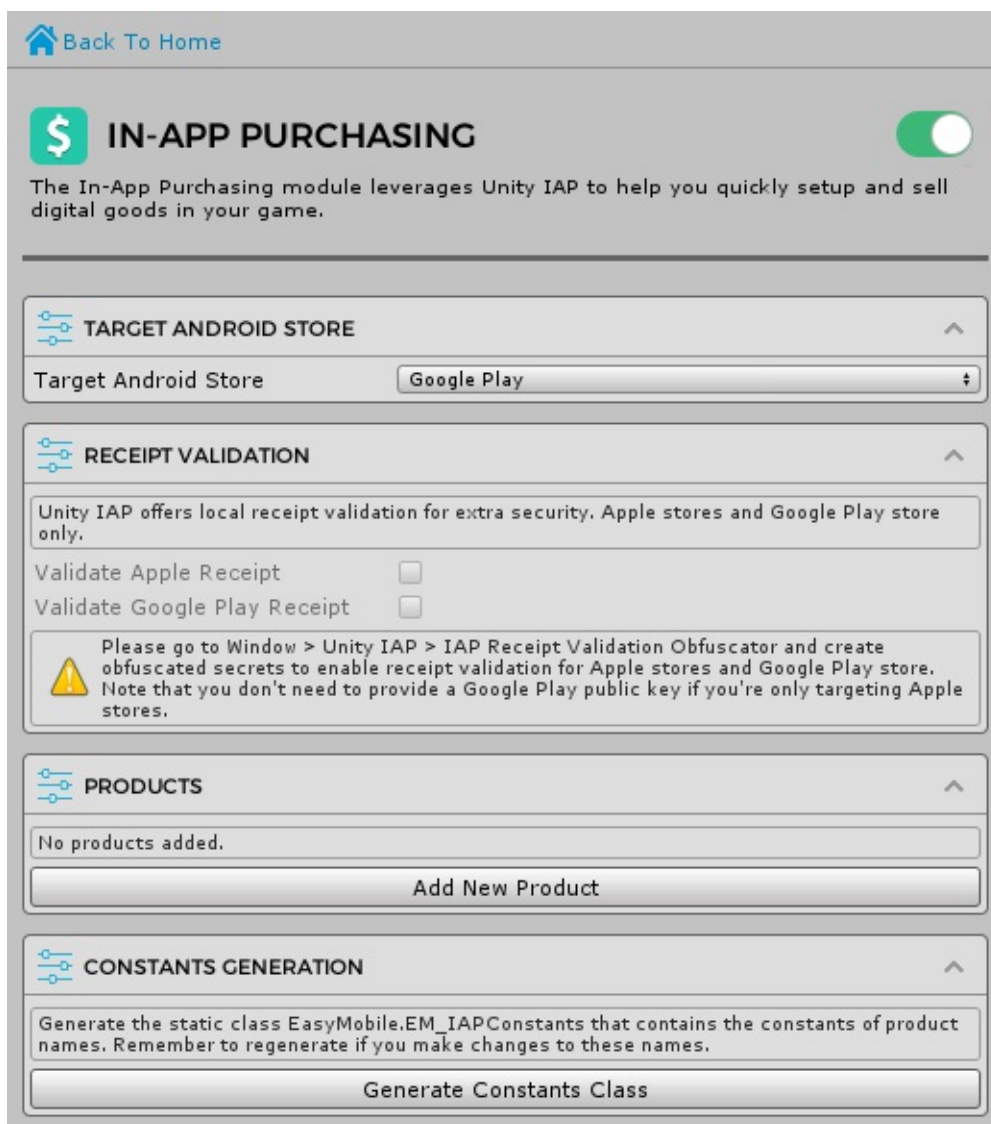 Back To Home
$
IN-APP PURCHASING
The In-App Purchasing module leverages Unity IAP to help you quickly setup and sell
digital goods in your game.
TARGET ANDROID STORE
Target Android Store Google Play
RECEIPT VALIDATION
Unity IAP offers local receipt validation for extra security. Apple stores and Google Play store
only.
Validate Apple Receipt
Validate Google Play Receipt
Please go to Window > Unity IAP > IAP Receipt Validation Obfuscator and create
obfuscated secrets to enable receipt validation for Apple stores and Google Play store.
Note that you don't need to provide a Google Play public key if you're only targeting Apple
stores.
PRODUCTS
No products added.
Add New Product
CONSTANTS GENERATION
Generate the static class EasyMobile.EM_IAPConstants that contains the constants of product
names. Remember to regenerate if you make changes to these names.
Generate Constants Class